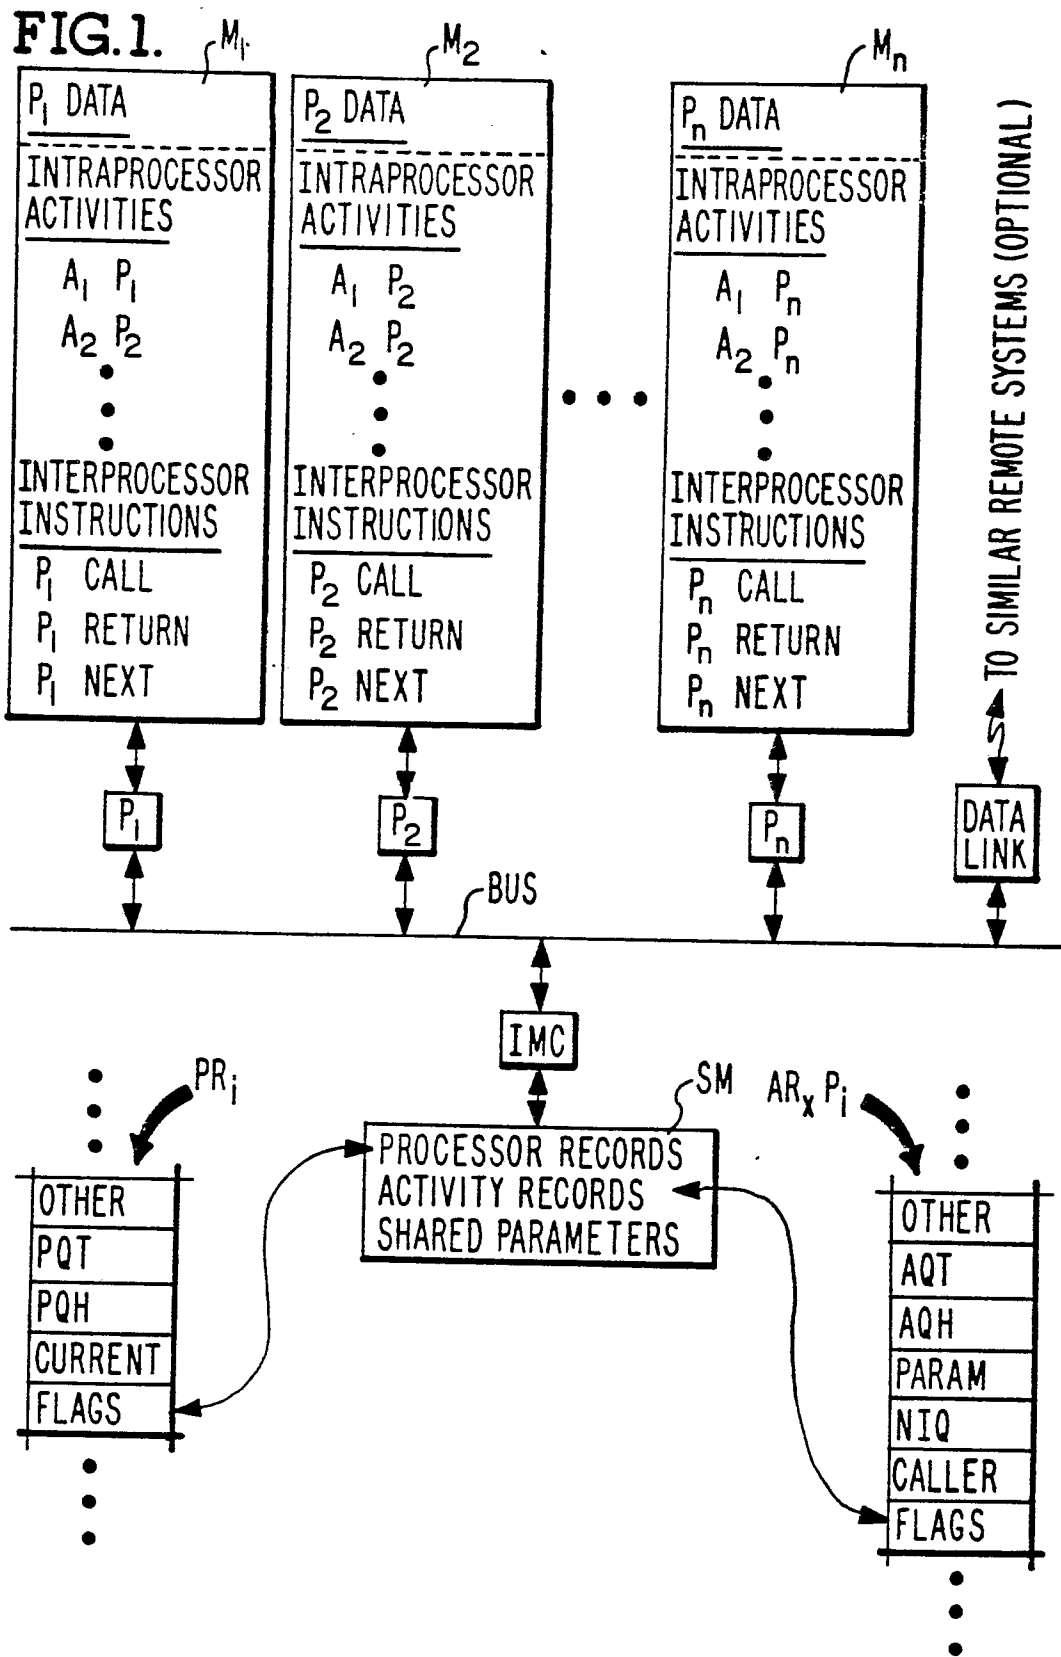 FIG.1.
M₁
P₁ DATA
INTRAPROCESSOR
ACTIVITIES
A₁ P₁
A₂ P₂
INTERPROCESSOR
INSTRUCTIONS
P₁ CALL
P₁ RETURN
P₁ NEXT
P₁
M₂
P₂ DATA
INTRAPROCESSOR
ACTIVITIES
A₁ P₂
A₂ P₂
INTERPROCESSOR
INSTRUCTIONS
P₂ CALL
P₂ RETURN
P₂ NEXT
P₂
Mₙ
Pₙ DATA
INTRAPROCESSOR
ACTIVITIES
A₁ Pₙ
A₂ Pₙ
INTERPROCESSOR
INSTRUCTIONS
Pₙ CALL
Pₙ RETURN
Pₙ NEXT
Pₙ
TO SIMILAR REMOTE SYSTEMS (OPTIONAL)
DATA
LINK
BUS
IMC
SM
PROCESSOR RECORDS
ACTIVITY RECORDS
SHARED PARAMETERS
PRᵢ
OTHER
PQT
PQH
CURRENT
FLAGS
ARₓ Pᵢ
OTHER
AQT
AQH
PARAM
NIQ
CALLER
FLAGS